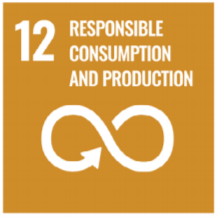 12 RESPONSIBLE
CONSUMPTION
AND PRODUCTION